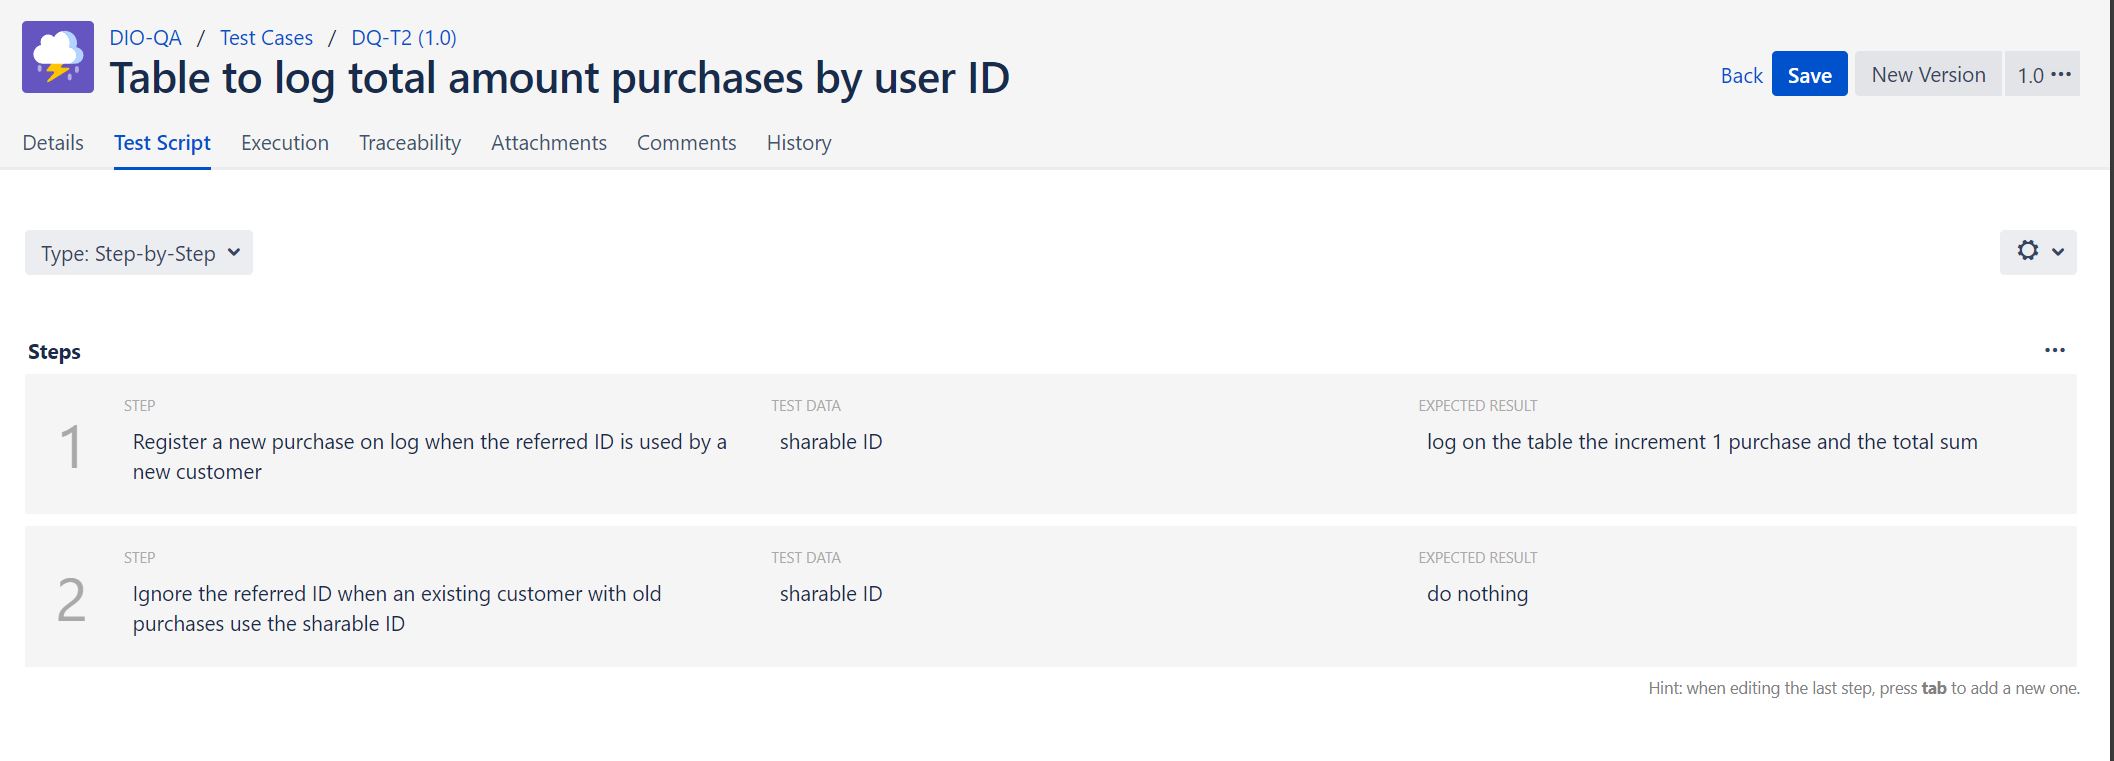 DIO-QA / Test Cases / DQ-T2 (1.0)
Table to log total amount purchases by user ID
Back Save New Version 1.0 ···
Details Test Script Execution Traceability Attachments Comments History
Type: Step-by-Step
Steps ···
STEP TEST DATA EXPECTED RESULT
1 Register a new purchase on log when the referred ID is used by a sharable ID log on the table the increment 1 purchase and the total sum
new customer
STEP TEST DATA EXPECTED RESULT
2 Ignore the referred ID when an existing customer with old sharable ID do nothing
purchases use the sharable ID
Hint: when editing the last step, press tab to add a new one.